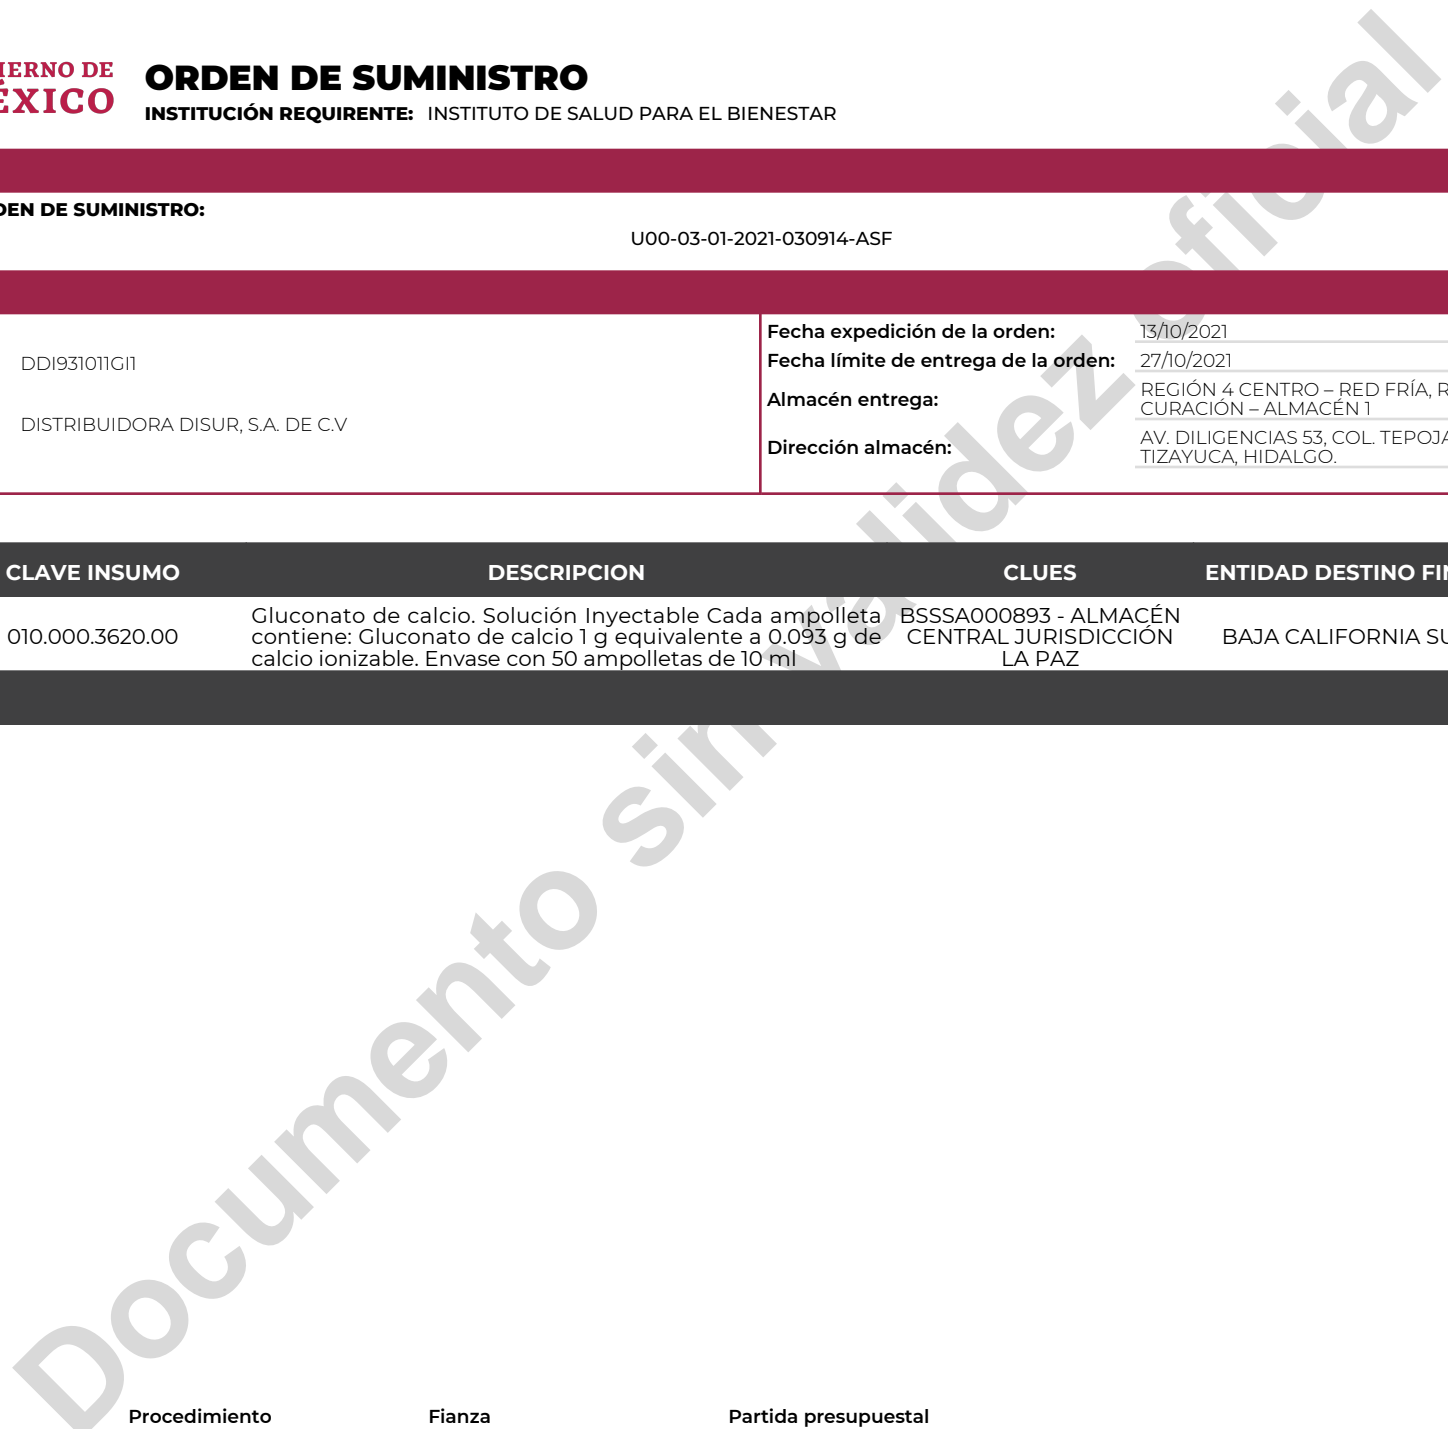 IERNO DE
ÉXICO
ORDEN DE SUMINISTRO
INSTITUCIÓN REQUIRENTE: INSTITUTO DE SALUD PARA EL BIENESTAR
DEN DE SUMINISTRO:
U00-03-01-2021-030914-ASF
DDI931011GI1
DISTRIBUIDORA DISUR, S.A. DE C.V
Fecha expedición de la orden: 13/10/2021
Fecha límite de entrega de la orden: 27/10/2021
Almacén entrega: REGIÓN 4 CENTRO – RED FRÍA, R
CURACIÓN – ALMACÉN 1
Dirección almacén: AV. DILIGENCIAS 53, COL. TEPOJA
TIZAYUCA, HIDALGO.
CLAVE INSUMO DESCRIPCION CLUES ENTIDAD DESTINO FIN
010.000.3620.00
Gluconato de calcio. Solución Inyectable Cada ampolleta
contiene: Gluconato de calcio 1 g equivalente a 0.093 g de
calcio ionizable. Envase con 50 ampolletas de 10 ml
BSSSA000893 - ALMACÉN
CENTRAL JURISDICCIÓN
LA PAZ
BAJA CALIFORNIA SU
Documento sin validez oficial
Procedimiento Fianza Partida presupuestal